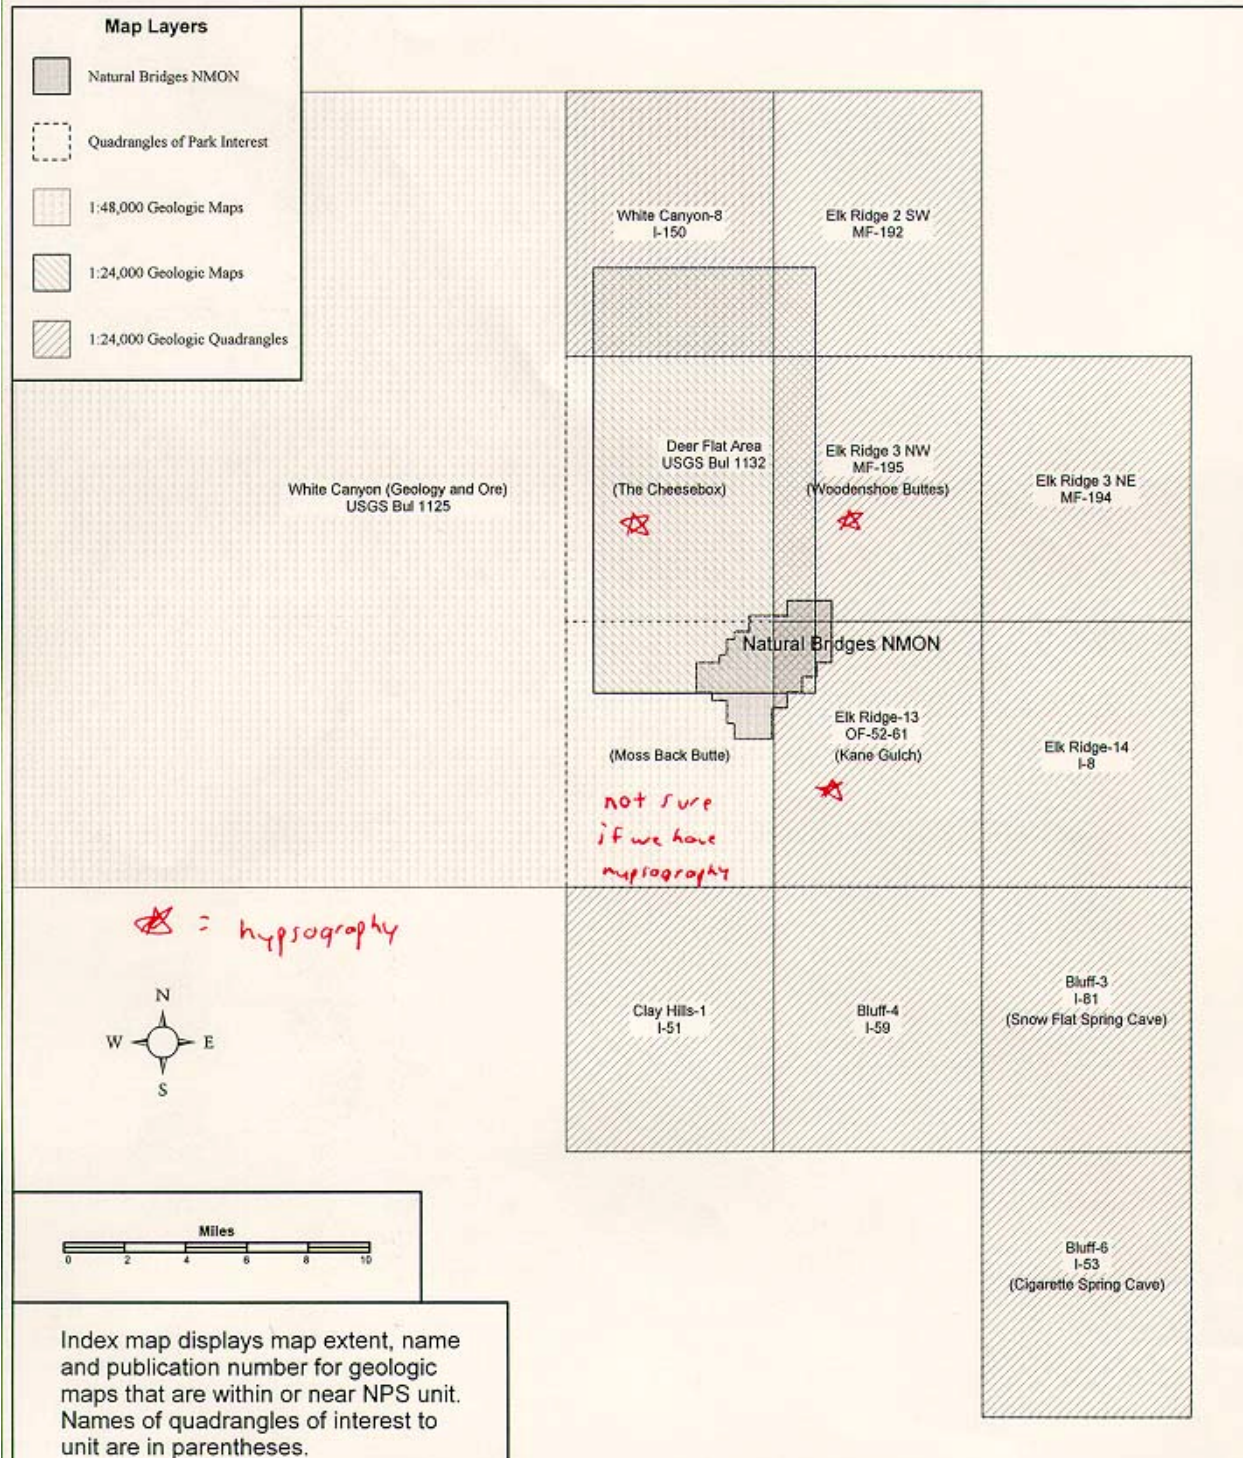 Map Layers
Natural Bridges NMON
Quadrangles of Park Interest
1:48,000 Geologic Maps
1:24,000 Geologic Maps
1:24,000 Geologic Quadrangles
White Canyon-8
I-150
Elk Ridge 2 SW
MF-192
Deer Flat Area
USGS Bul 1132
(The Cheesebox)
Elk Ridge 3 NW
MF-195
(Woodenshoe Buttes)
Elk Ridge 3 NE
MF-194
White Canyon (Geology and Ore)
USGS Bul 1125
Natural Bridges NMON
Elk Ridge-13
OF-52-61
(Kane Gulch)
Elk Ridge-14
I-8
(Moss Back Butte)
not sure
if we have
hypsography
= hypsography
N
W E
S
Clay Hills-1
I-51
Bluff-4
I-59
Bluff-3
I-81
(Snow Flat Spring Cave)
Bluff-6
I-53
(Cigarette Spring Cave)
Miles
0 2 4 6 8 10
Index map displays map extent, name
and publication number for geologic
maps that are within or near NPS unit.
Names of quadrangles of interest to
unit are in parentheses.